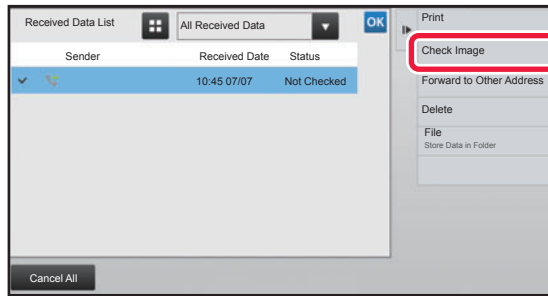 Received Data List
All Received Data
OK
Sender
Received Date
Status
10:45 07/07
Not Checked
Cancel All
Print
Check Image
Forward to Other Address
Delete
File
Store Data in Folder